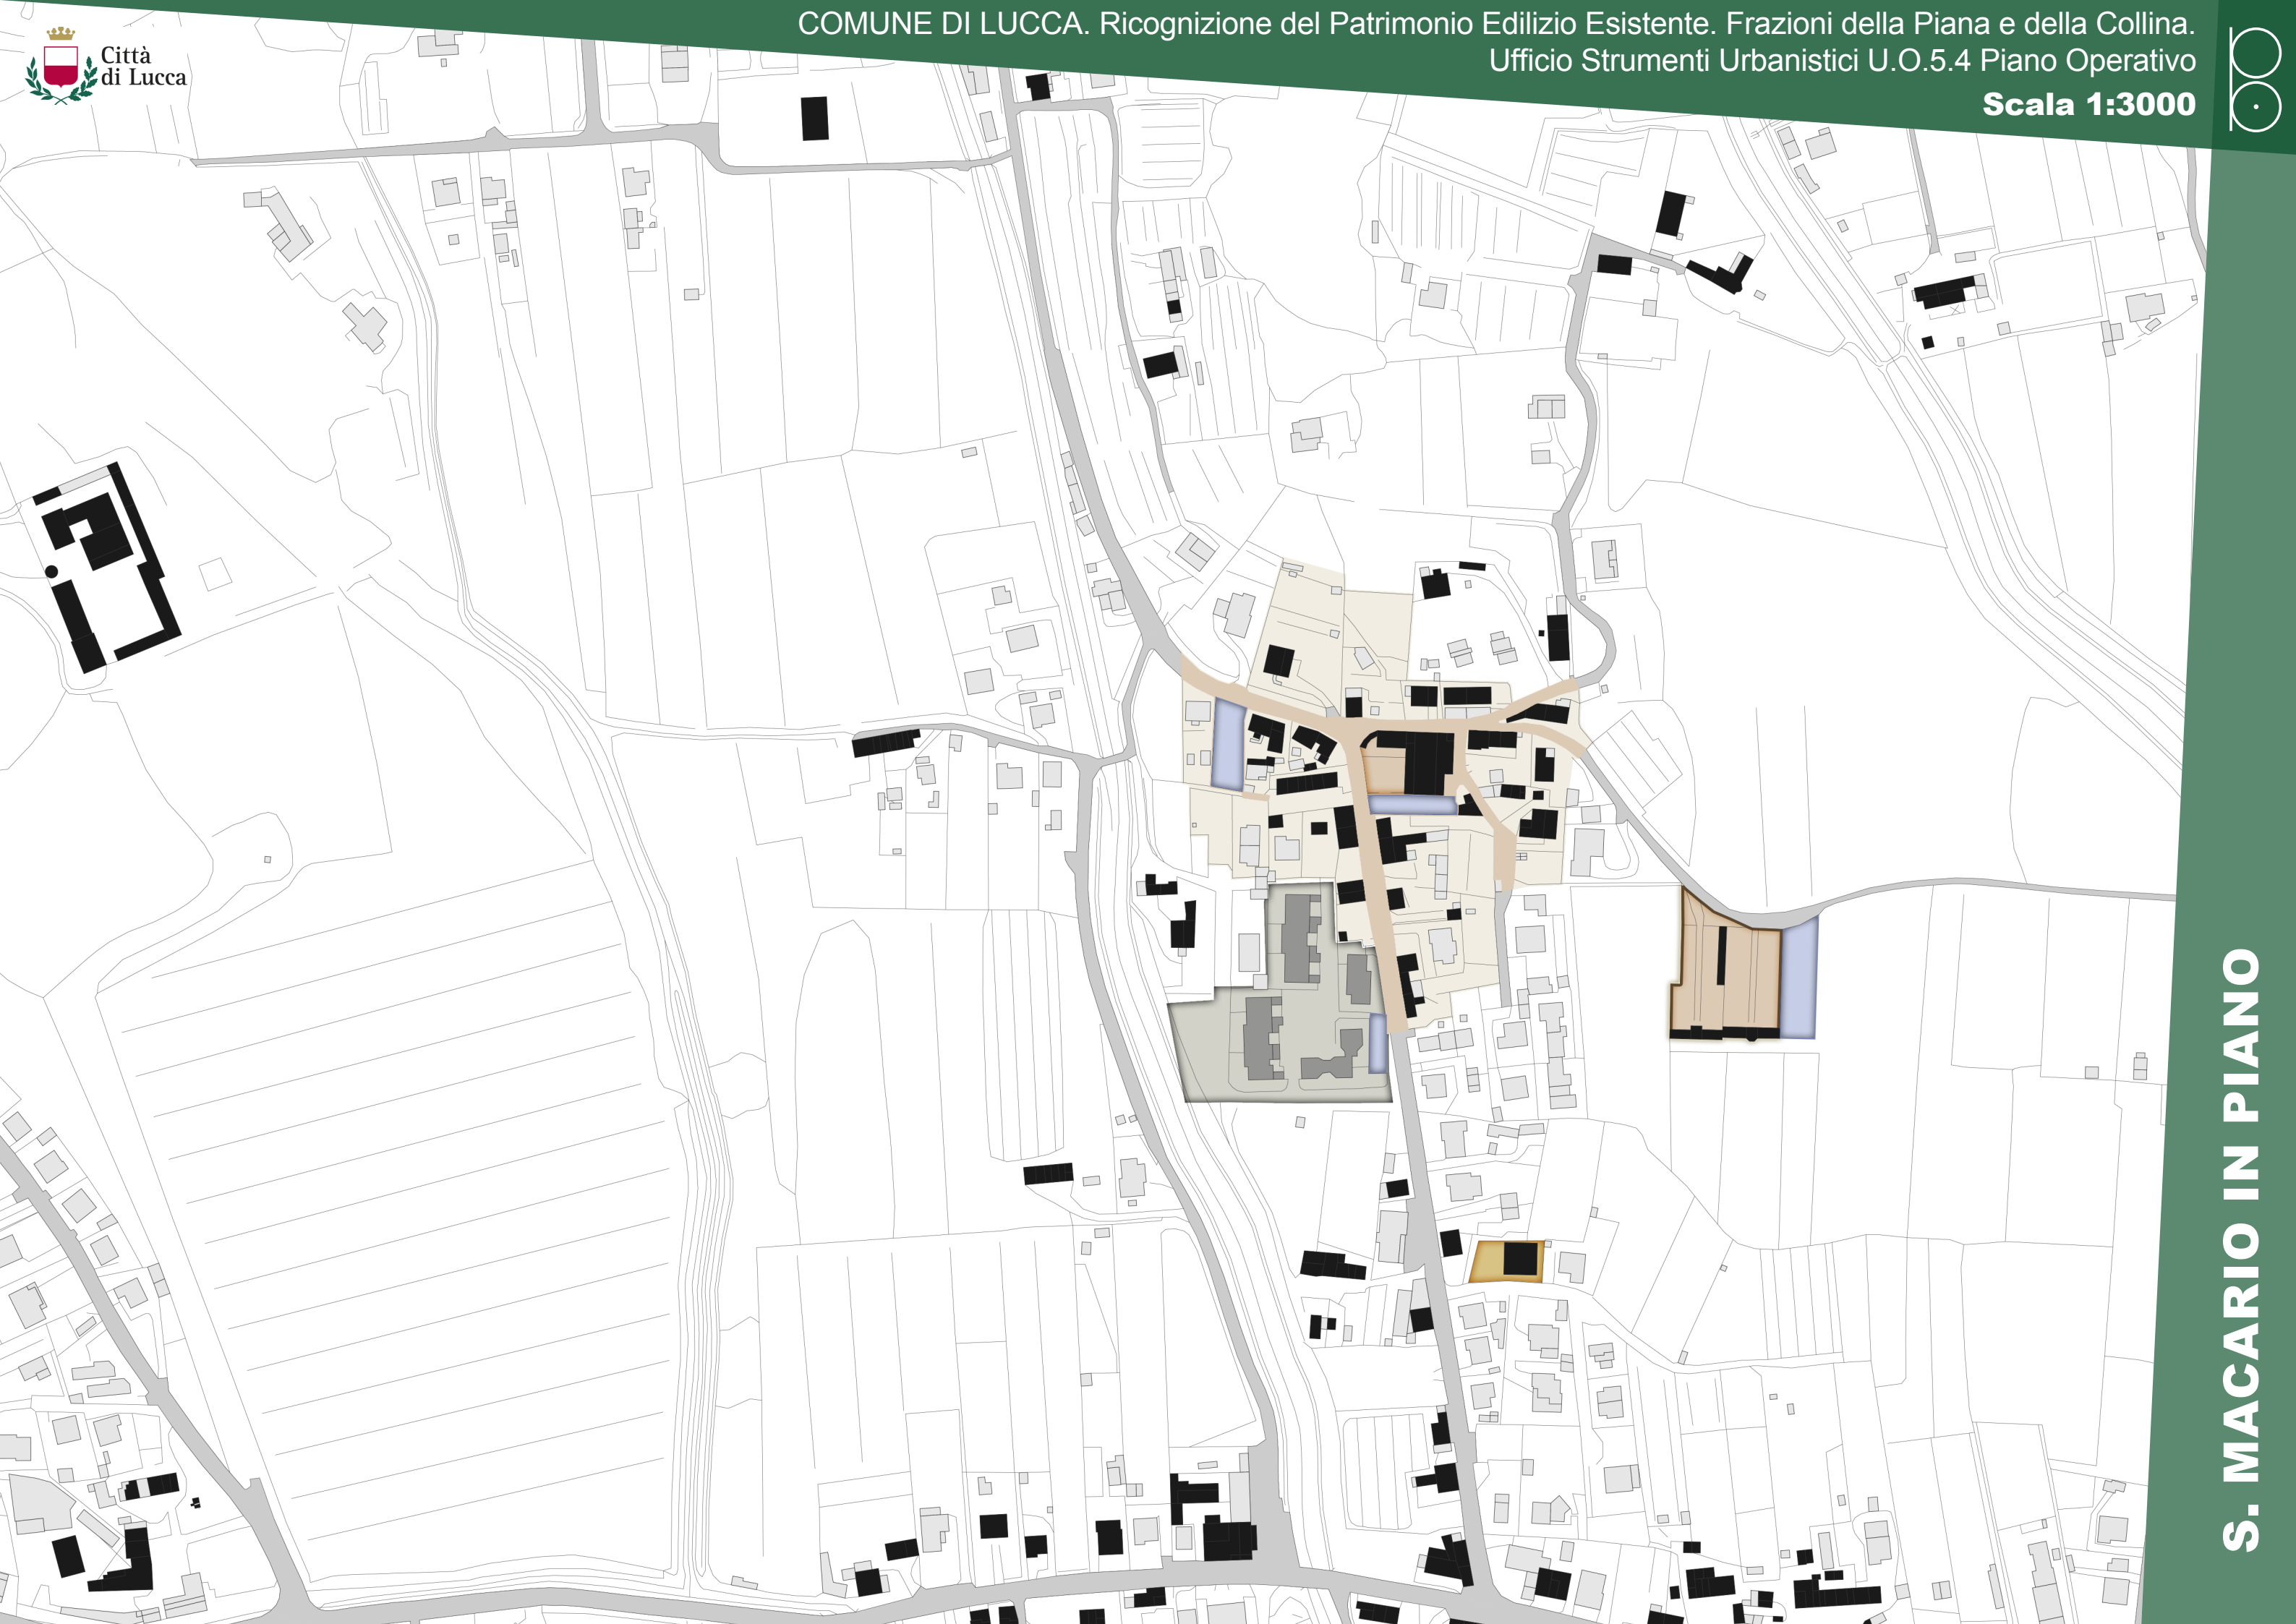 Città
di Lucca
COMUNE DI LUCCA. Ricognizione del Patrimonio Edilizio Esistente. Frazioni della Piana e della Collina.
Ufficio Strumenti Urbanistici U.O.5.4 Piano Operativo
Scala 1:3000
S. MACARIO IN PIANO